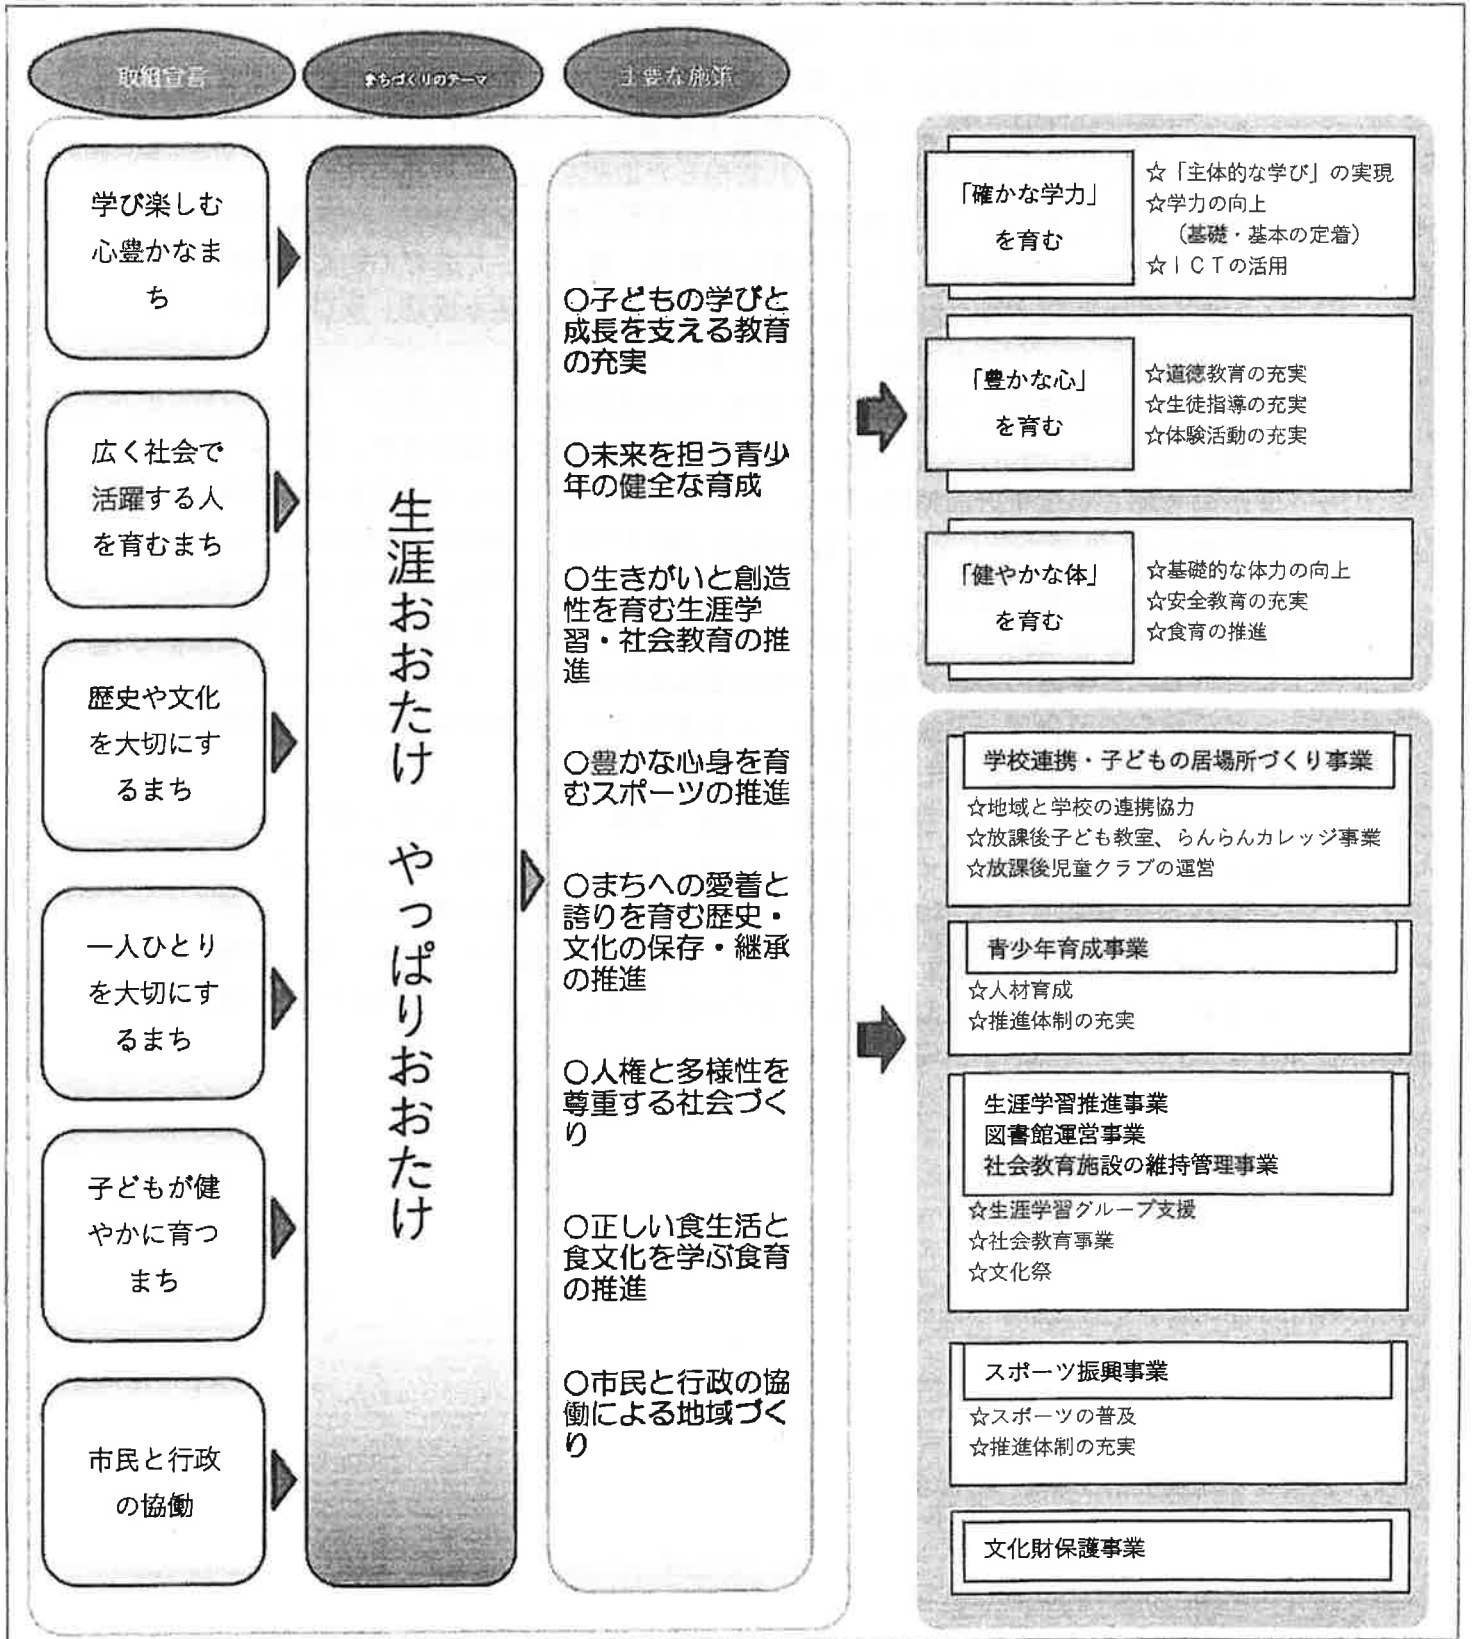 取組宣言
まちづくりのテーマ
主要な施策
学び楽しむ
心豊かなま
ち
広く社会で
活躍する人
を育むまち
歴史や文化
を大切にす
るまち
一人ひとり
を大切にす
るまち
子どもが健
やかに育つ
まち
市民と行政
の協働
生涯おおたけ　やっぱりおおたけ
○子どもの学びと
成長を支える教育
の充実
○未来を担う青少
年の健全な育成
○生きがいと創造
性を育む生涯学
習・社会教育の推
進
○豊かな心身を育
むスポーツの推進
○まちへの愛着と
誇りを育む歴史・
文化の保存・継承
の推進
○人権と多様性を
尊重する社会づく
り
○正しい食生活と
食文化を学ぶ食育
の推進
○市民と行政の協
働による地域づく
り
「確かな学力」
を育む
☆「主体的な学び」の実現
☆学力の向上
（基礎・基本の定着）
☆ＩＣＴの活用
「豊かな心」
を育む
☆道徳教育の充実
☆生徒指導の充実
☆体験活動の充実
「健やかな体」
を育む
☆基礎的な体力の向上
☆安全教育の充実
☆食育の推進
学校連携・子どもの居場所づくり事業
☆地域と学校の連携協力
☆放課後子ども教室、らんらんカレッジ事業
☆放課後児童クラブの運営
青少年育成事業
☆人材育成
☆推進体制の充実
生涯学習推進事業
図書館運営事業
社会教育施設の維持管理事業
☆生涯学習グループ支援
☆社会教育事業
☆文化祭
スポーツ振興事業
☆スポーツの普及
☆推進体制の充実
文化財保護事業